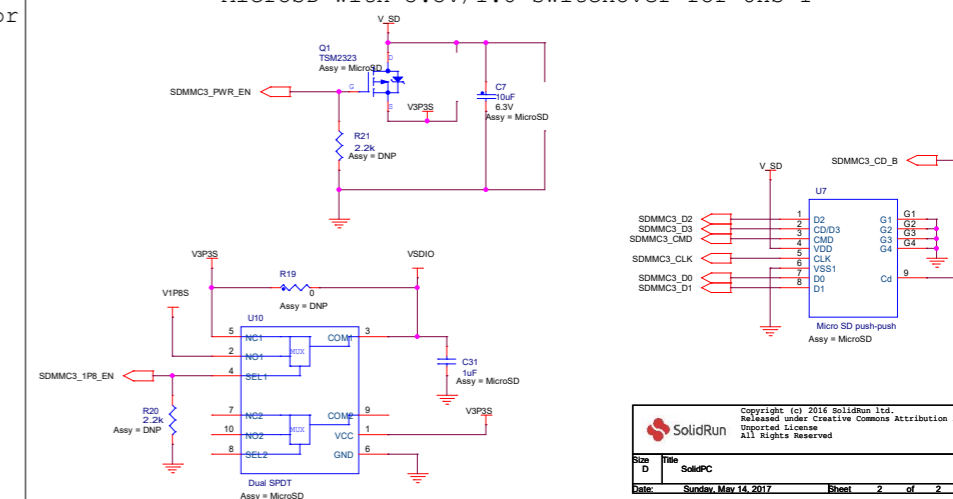 or
MicroSD with 3.3V/1.8 switchover for UHS-1
V_SD
Q1
TSM2323
Assy = MicroSD
D
G
S
SDMMC3_PWR_EN
V3P3S
C7
10uF
6.3V
Assy = MicroSD
R21
2.2k
Assy = DNP
SDMMC3_CD_B
V_SD
U7
SDMMC3_D2
SDMMC3_D3
SDMMC3_CMD
SDMMC3_CLK
SDMMC3_D0
SDMMC3_D1
1 D2 G1 G1
2 CD/D3 G2 G2
3 CMD G3 G3
4 VDD G4 G4
5 CLK
6 VSS1
7 D0 Cd 9
8 D1
Micro SD push-push
Assy = MicroSD
V3P3S
VSDIO
R19
0
Assy = DNP
V1P8S
U10
5 NC1 COM1 3
2 NO1 MUX
4 SEL1
SDMMC3_1P8_EN
C31
1uF
Assy = MicroSD
R20
2.2k
Assy = DNP
V3P3S
7 NC2 COM2 9
10 NO2 MUX VCC 1
8 SEL2 GND 6
Dual SPDT
Assy = MicroSD
SolidRun
Copyright (c) 2016 SolidRun ltd.
Released under Creative Commons Attribution
Unported License
All Rights Reserved
Size Title
D SolidPC
Date: Sunday, May 14, 2017 Sheet 2 of 2